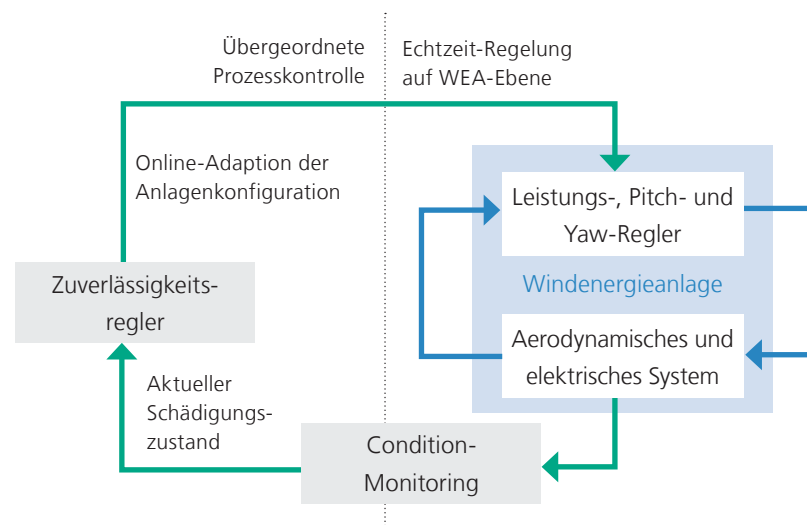 Übergeordnete
Prozesskontrolle
Echtzeit-Regelung
auf WEA-Ebene
Online-Adaption der
Anlagenkonfiguration
Leistungs-, Pitch- und
Yaw-Regler
Windenergieanlage
Zuverlässigkeits-
regler
Aerodynamisches und
elektrisches System
Aktueller
Schädigungs-
zustand
Condition-
Monitoring